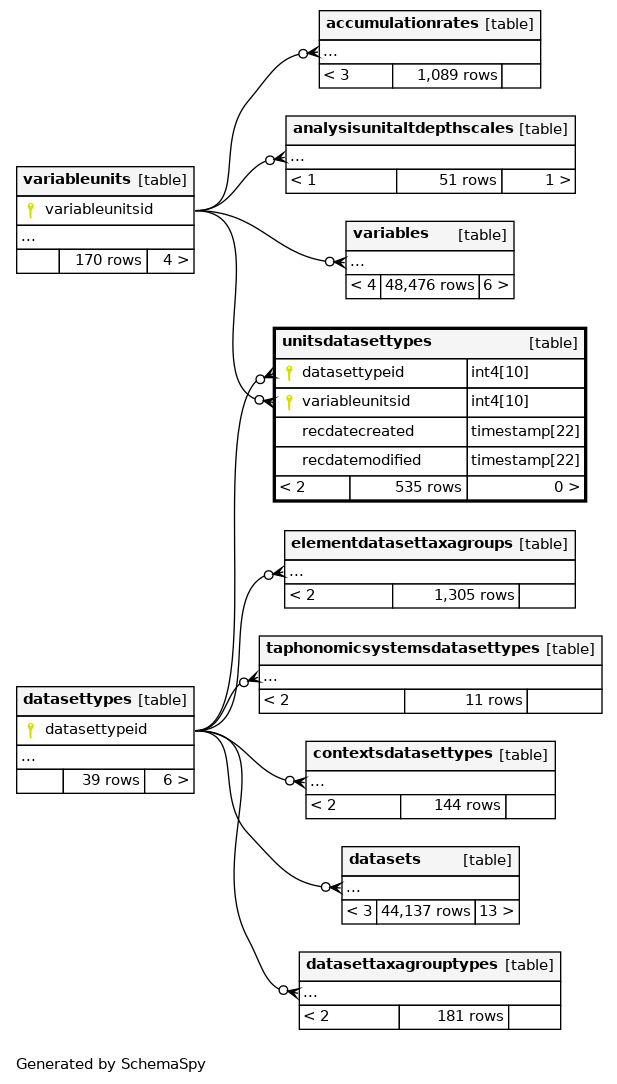 accumulationrates [table]
...
< 3 1,089 rows
analysisunitaltdepthscales [table]
...
< 1 51 rows 1 >
variableunits [table]
variableunitsid
...
170 rows 4 >
variables [table]
...
< 4 48,476 rows 6 >
unitsdatasettypes [table]
datasettypeid int4[10]
variableunitsid int4[10]
recdatecreated timestamp[22]
recdatemodified timestamp[22]
< 2 535 rows 0 >
elementdatasettaxagroups [table]
...
< 2 1,305 rows
taphonomicsystemsdatasettypes [table]
...
< 2 11 rows
datasettypes [table]
datasettypeid
...
39 rows 6 >
contextsdatasettypes [table]
...
< 2 144 rows
datasets [table]
...
< 3 44,137 rows 13 >
datasettaxagrouptypes [table]
...
< 2 181 rows
Generated by SchemaSpy